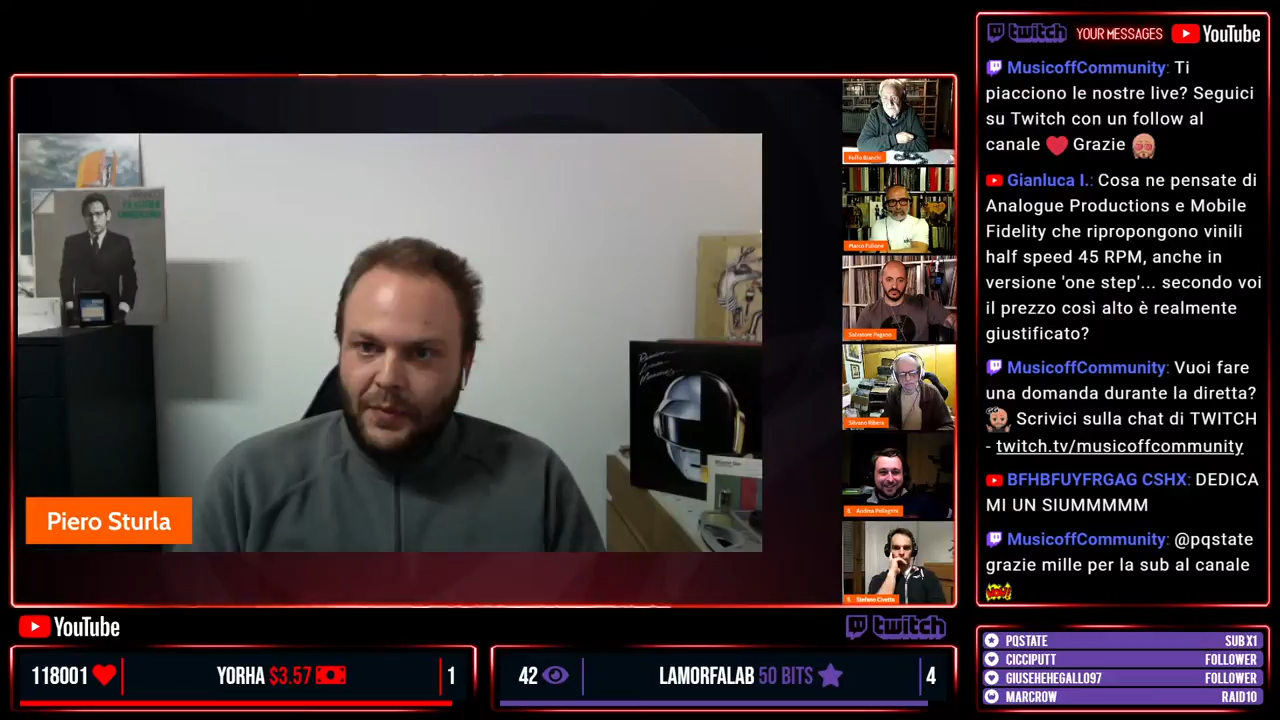 twitch YOUR MESSAGES YouTube
MusicoffCommunity: Ti
piacciono le nostre live? Seguici
su Twitch con un follow al
canale Grazie
Gianluca I.: Cosa ne pensate di
Analogue Productions e Mobile
Fidelity che ripropongono vinili
half speed 45 RPM, anche in
versione 'one step'... secondo voi
il prezzo così alto è realmente
giustificato?
MusicoffCommunity: Vuoi fare
una domanda durante la diretta?
Scrivici sulla chat di TWITCH
- twitch.tv/musicoffcommunity
BFHBFUYFRGAG CSHX: DEDICA
MI UN SIUMMMMM
MusicoffCommunity: @pqstate
grazie mille per la sub al canale
WOW!
Piero Sturla
Marco Fullone
Salvatore Pagano
Silvano Ribera
Andrea Pellegrini
Stefano Civetta
YouTube
twitch
118001
YORHA $3.57
1
42
LAMORFALAB 50 BITS
4
PQSTATE SUB X1
CICCIPUTT FOLLOWER
GIUSEHEHEGALLO97 FOLLOWER
MARCROW RAID10